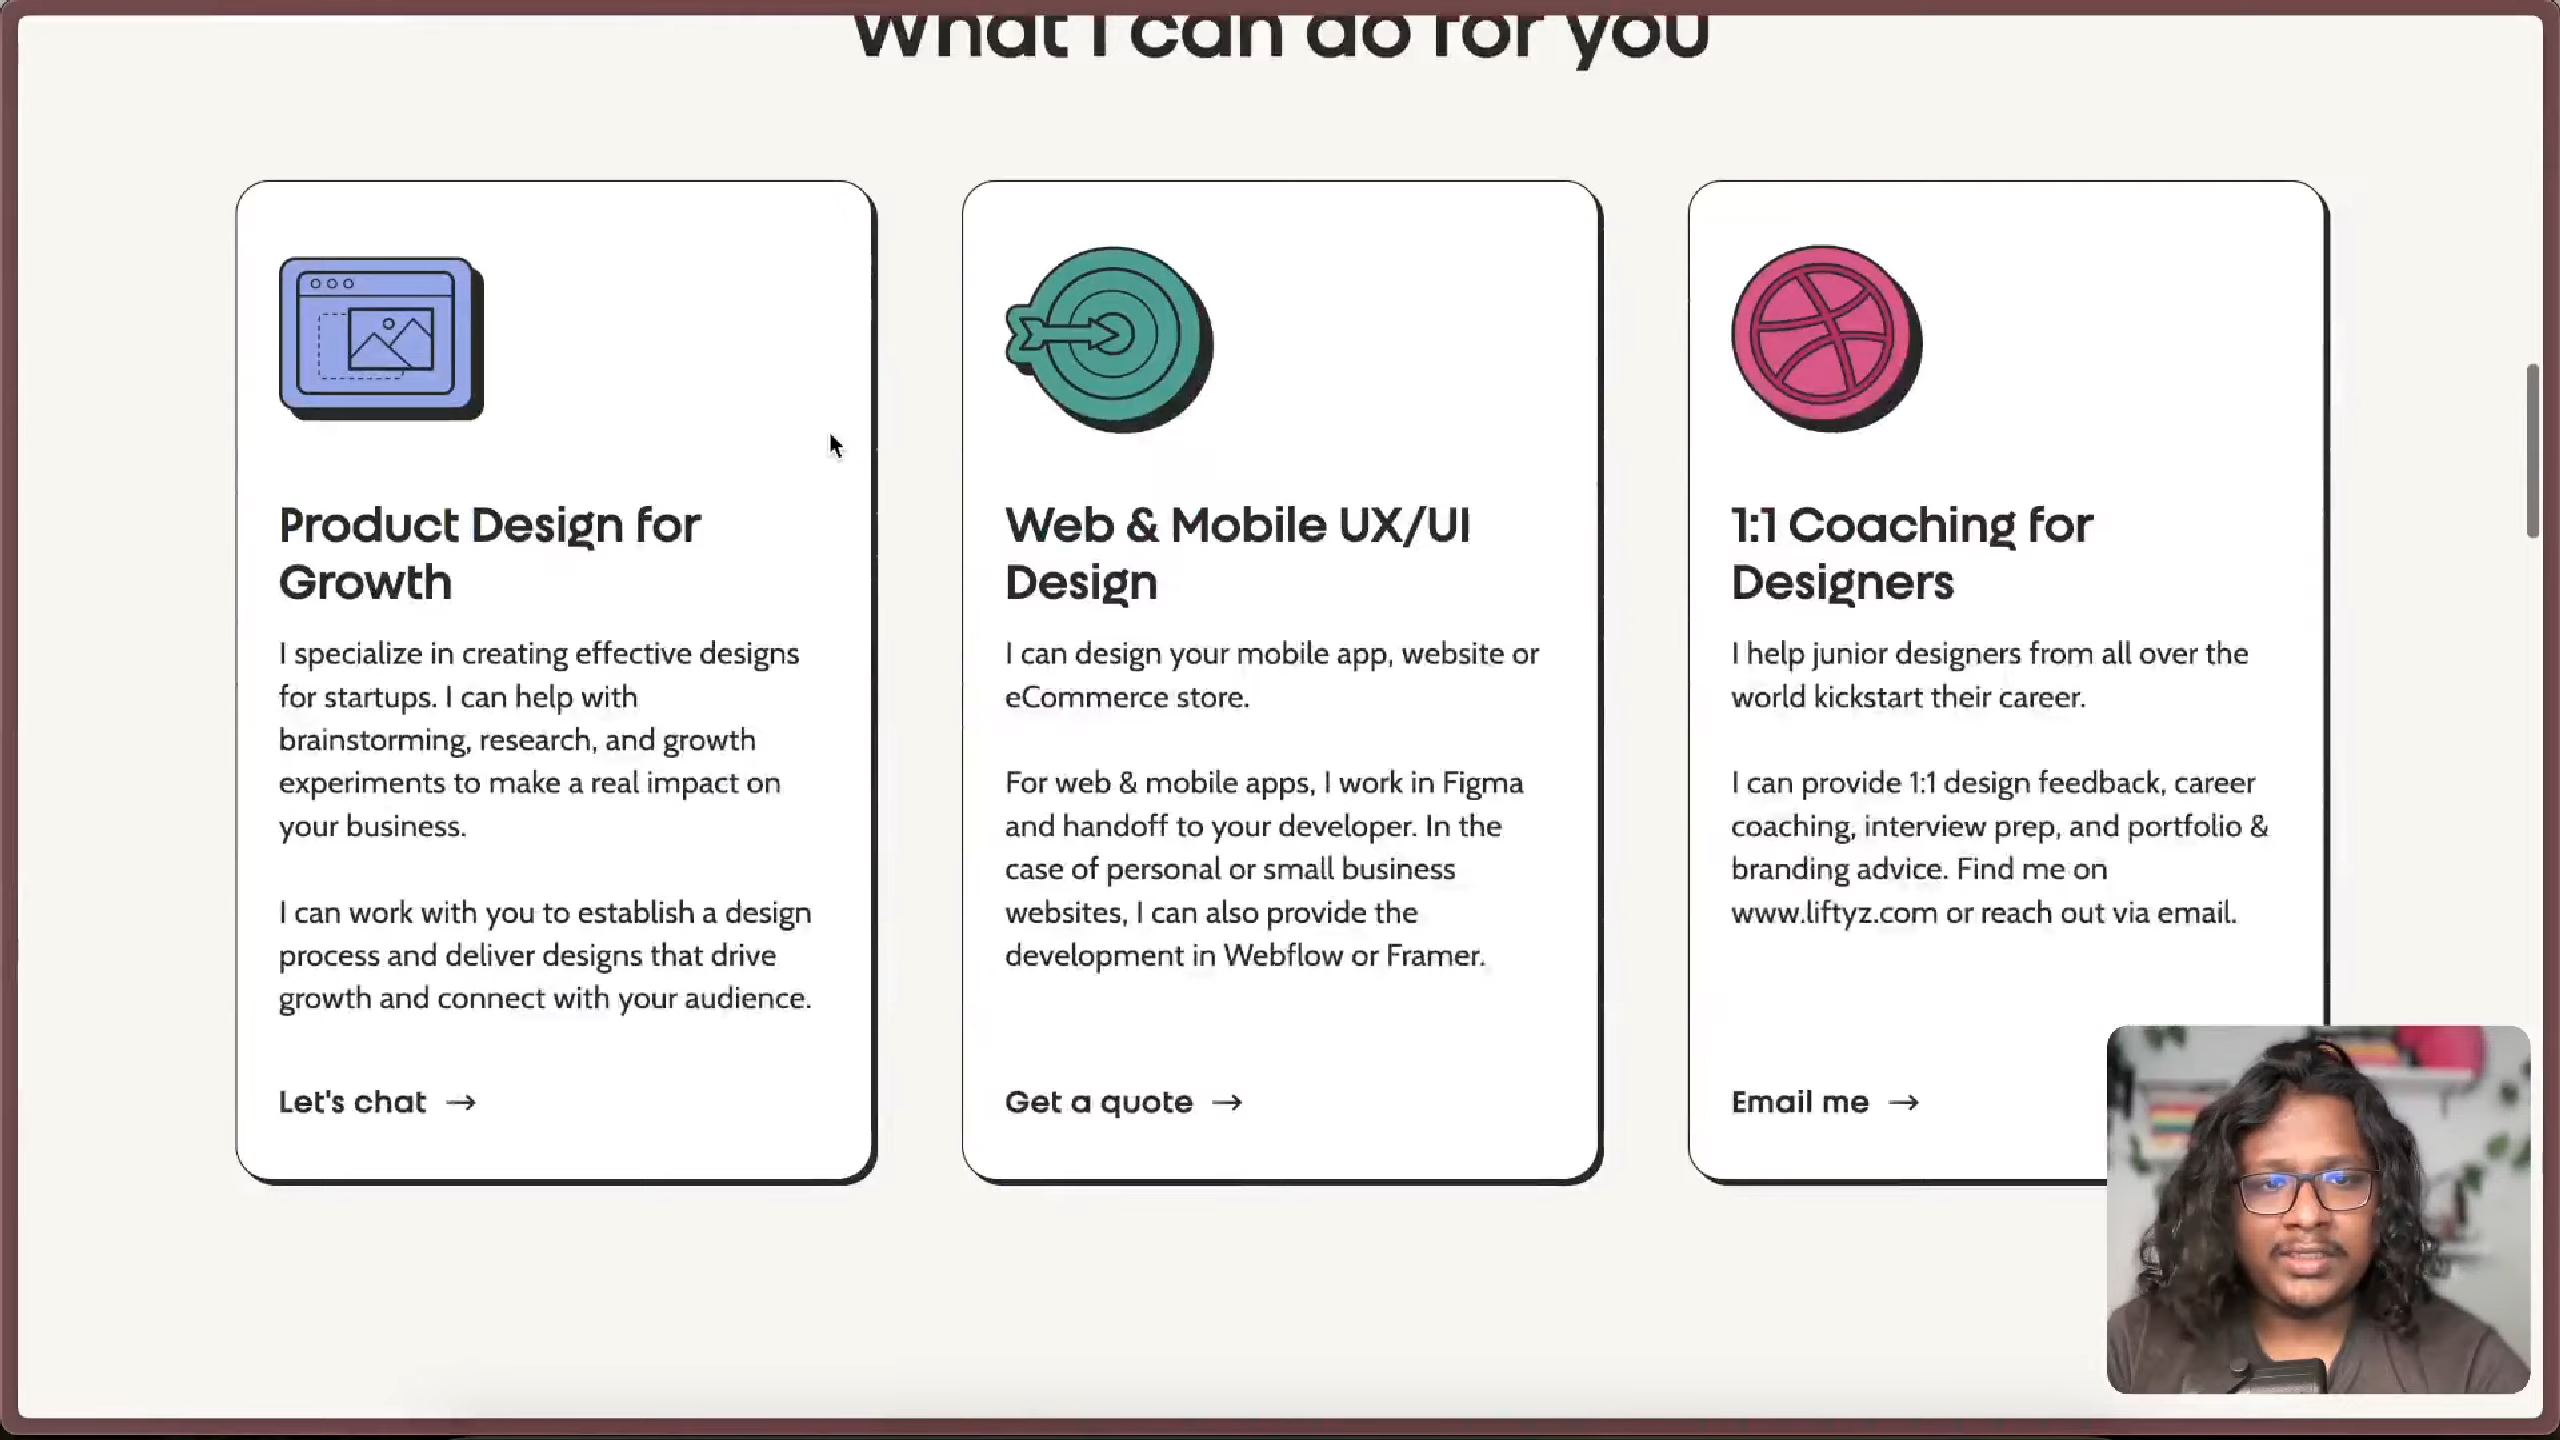 What I can do for you
Product Design for
Growth
I specialize in creating effective designs
for startups. I can help with
brainstorming, research, and growth
experiments to make a real impact on
your business.
I can work with you to establish a design
process and deliver designs that drive
growth and connect with your audience.
Let's chat →
Web & Mobile UX/UI
Design
I can design your mobile app, website or
eCommerce store.
For web & mobile apps, I work in Figma
and handoff to your developer. In the
case of personal or small business
websites, I can also provide the
development in Webflow or Framer.
Get a quote →
1:1 Coaching for
Designers
I help junior designers from all over the
world kickstart their career.
I can provide 1:1 design feedback, career
coaching, interview prep, and portfolio &
branding advice. Find me on
www.liftyz.com or reach out via email.
Email me →